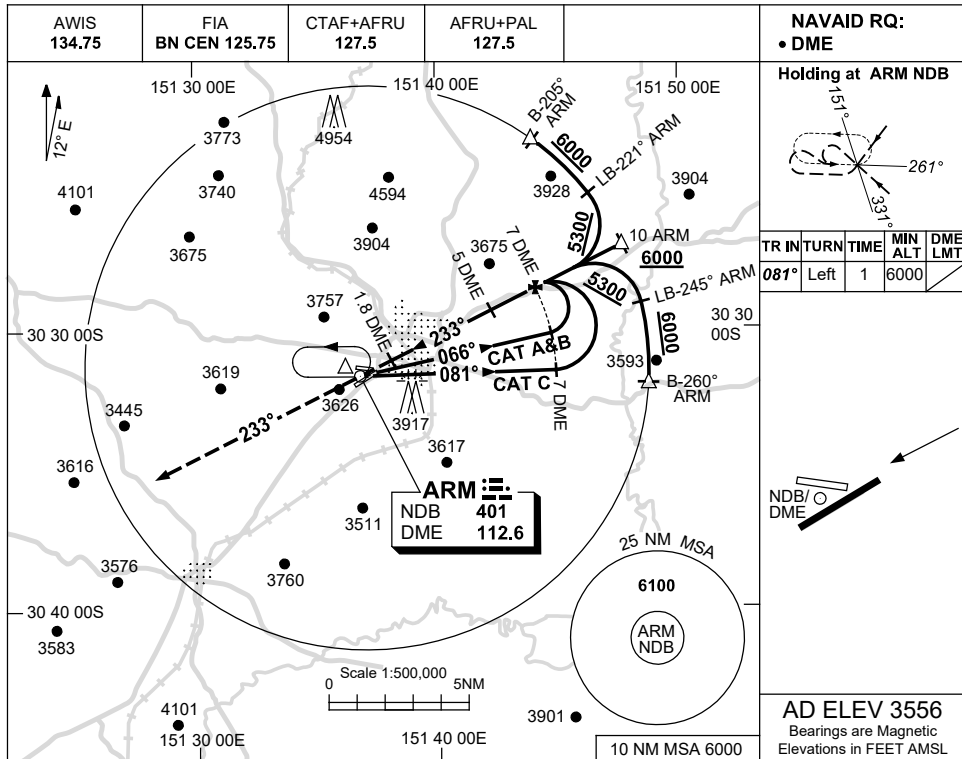 AWIS
134.75
FIA
BN CEN 125.75
CTAF+AFRU
127.5
AFRU+PAL
127.5
NAVAID RQ:
• DME
Holding at ARM NDB
151°
261°
331°
TR IN TURN TIME MIN ALT DME LMT
081° Left 1 6000
151 30 00E
151 40 00E
151 50 00E
12° E
3773
4954
B-205° ARM
6000
LB-221° ARM
3740
4594
3928
3904
4101
3904
5300
10 ARM
6000
3675
3675
7 DME
5 DME
5300
LB-245° ARM
3757
1.8 DME
233°
6000
30 30 00S
30 30 00S
066°
CAT A&B
081°
CAT C
7 DME
3593
B-260° ARM
3619
3626
3917
3445
233°
3617
3616
ARM
NDB 401
DME 112.6
3511
NDB/
DME
25 NM MSA
3576
3760
6100
30 40 00S
ARM
NDB
3583
Scale 1:500,000
0 5NM
4101
3901
151 30 00E
151 40 00E
10 NM MSA 6000
AD ELEV 3556
Bearings are Magnetic
Elevations in FEET AMSL